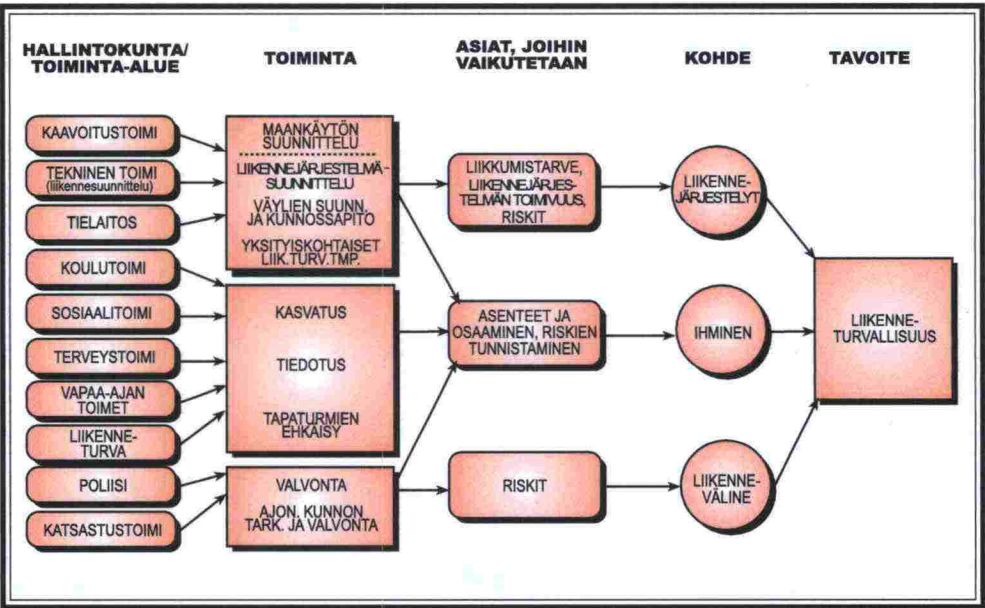 HALLINTOKUNTA/
TOIMINTA-ALUE
TOIMINTA
ASIAT, JOIHIN
VAIKUTETAAN
KOHDE
TAVOITE
KAAVOITUSTOIMI
TEKNINEN TOIMI
(liikennesuunnittelu)
TIELAITOS
KOULUTOIMI
SOSIAALITOIMI
TERVEYSTOIMI
VAPAA-AJAN
TOIMET
LIIKENNE-
TURVA
POLIISI
KATSASTUSTOIMI
MAANKÄYTÖN
SUUNNITTELU
LIIKENNEJÄRJESTELMÄ-
SUUNNITTELU
VÄYLIEN SUUNN.
JA KUNNOSSAPITO
YKSITYISKOHTAISET
LIIK.TURV.TMP.
KASVATUS
TIEDOTUS
TAPATURMIEN
EHKÄISY
VALVONTA
AJON. KUNNON
TARK. JA VALVONTA
LIIKKUMISTARVE,
LIIKENNEJÄRJES-
TELMÄN TOIMIVUUS,
RISKIT
ASENTEET JA
OSAAMINEN, RISKIEN
TUNNISTAMINEN
RISKIT
LIIKENNE-
JÄRJESTELYT
IHMINEN
LIIKENNE-
VÄLINE
LIIKENNE-
TURVALLISUUS